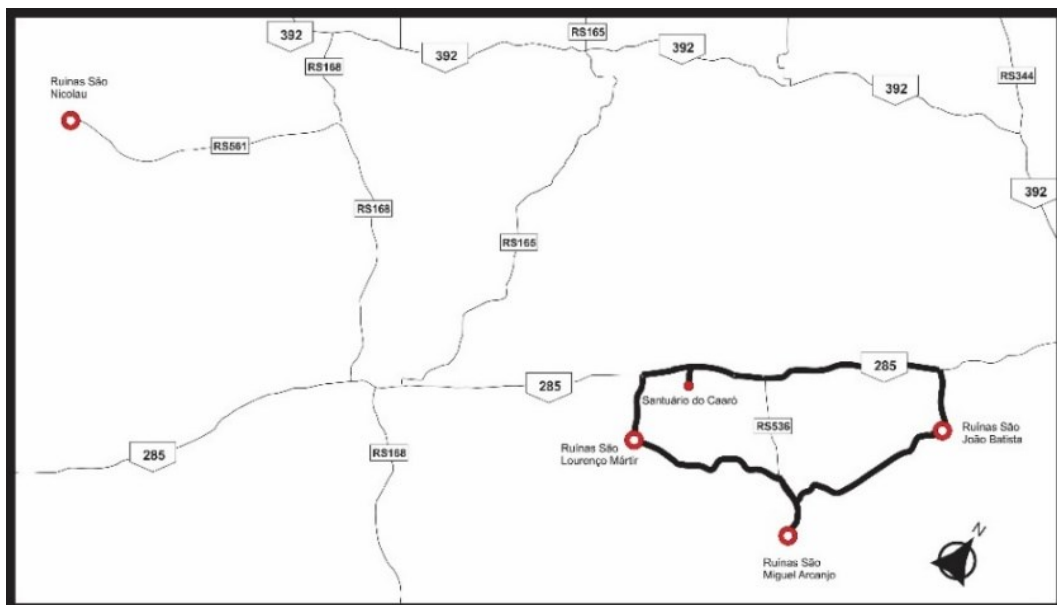 392
RS165
RS168
392
392
RS344
Ruinas São
Nicolau
392
RS561
392
RS168
RS165
285
285
Santuário do Caaró
RS536
Ruínas São
João Batista
Ruínas São
Lourenço Mártir
285
RS168
N
Ruínas São
Miguel Arcanjo